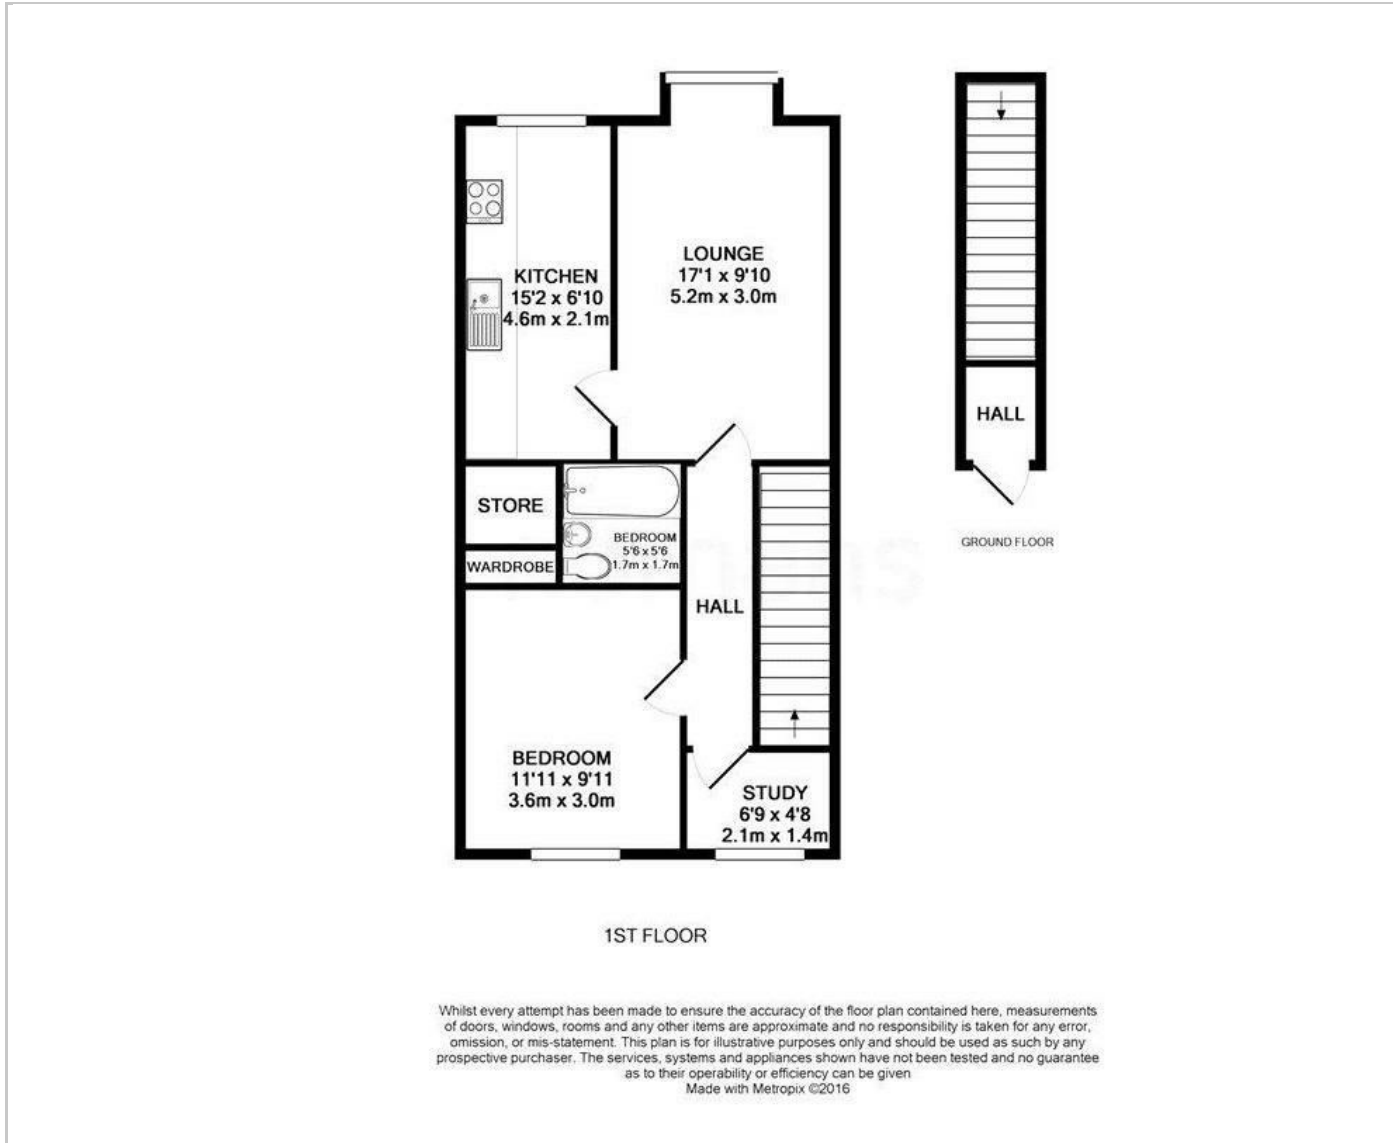 KITCHEN
15'2 x 6'10
4.6m x 2.1m
LOUNGE
17'1 x 9'10
5.2m x 3.0m
STORE
WARDROBE
BEDROOM
5'6 x 5'6
1.7m x 1.7m
HALL
BEDROOM
11'11 x 9'11
3.6m x 3.0m
STUDY
6'9 x 4'8
2.1m x 1.4m
1ST FLOOR
HALL
GROUND FLOOR
Whilst every attempt has been made to ensure the accuracy of the floor plan contained here, measurements
of doors, windows, rooms and any other items are approximate and no responsibility is taken for any error,
omission, or mis-statement. This plan is for illustrative purposes only and should be used as such by any
prospective purchaser. The services, systems and appliances shown have not been tested and no guarantee
as to their operability or efficiency can be given
Made with Metropix ©2016